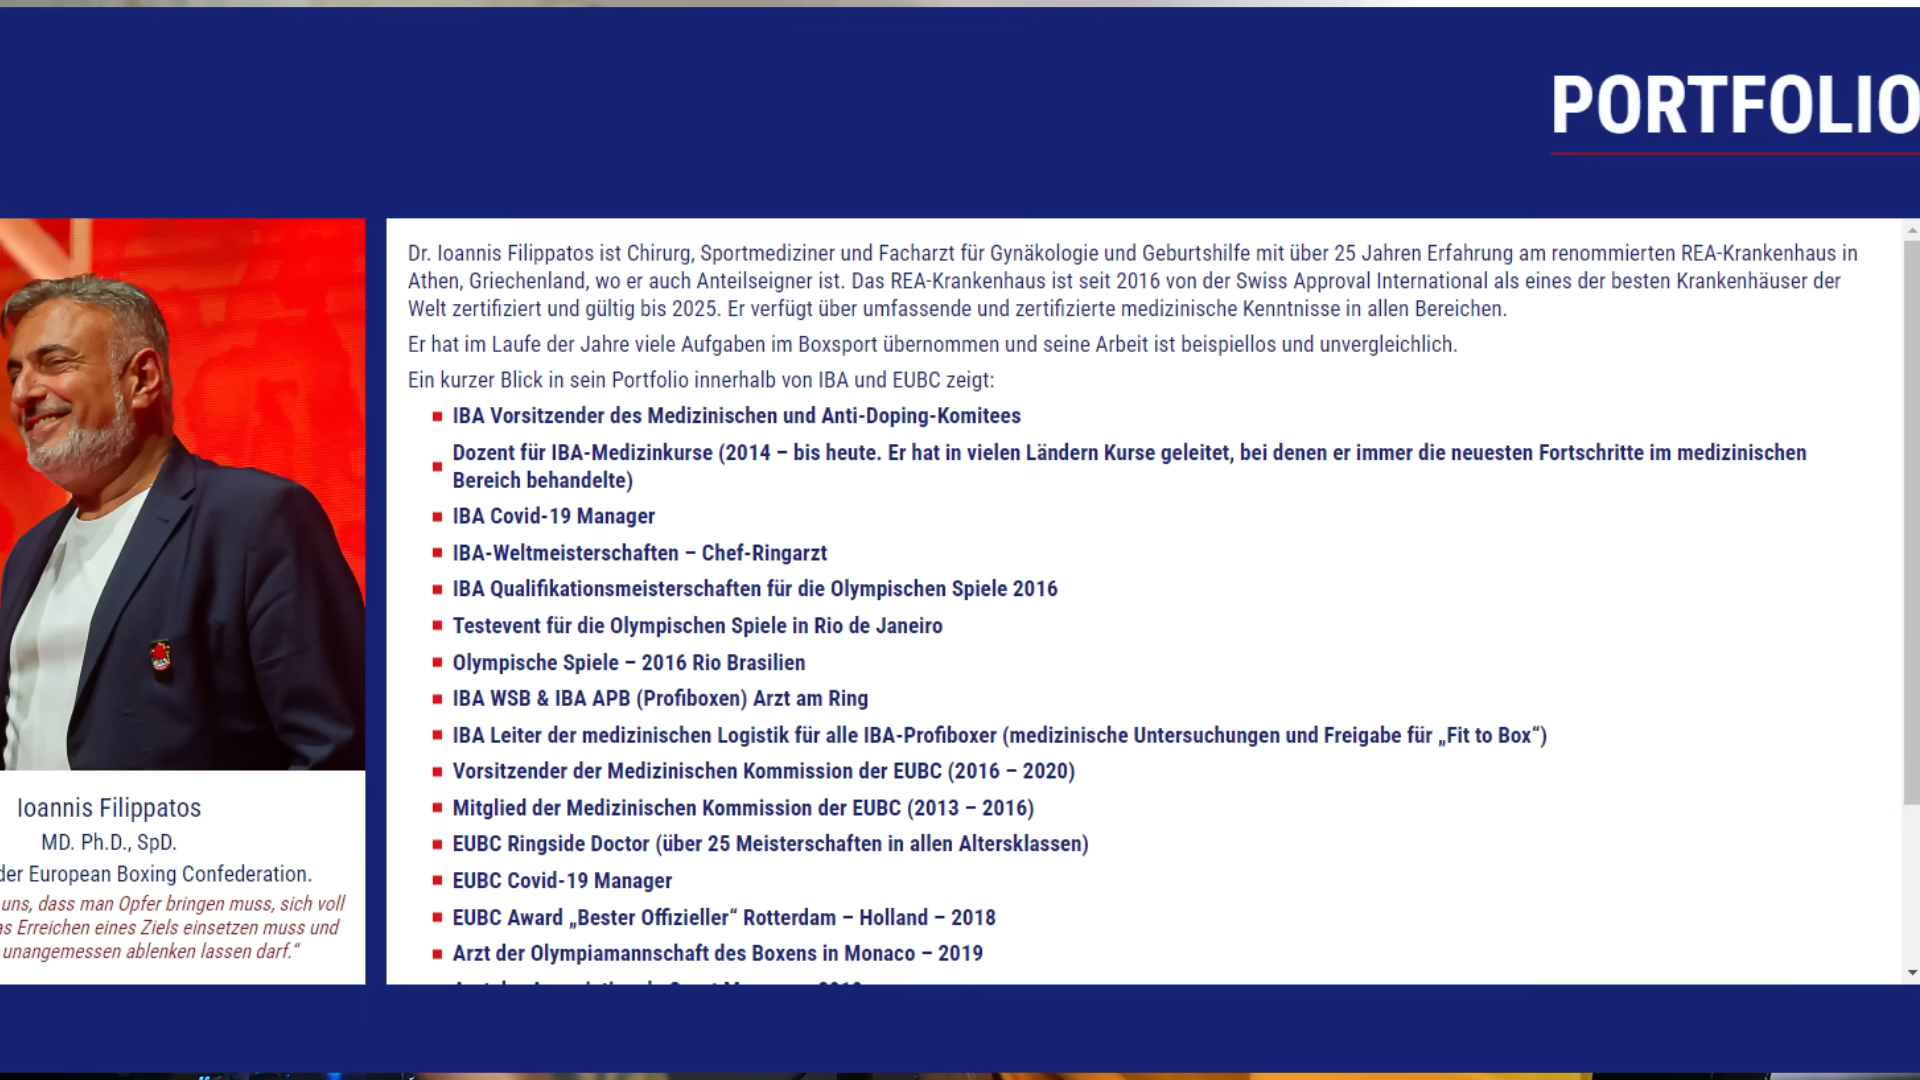 PORTFOLIO
Dr. Ioannis Filippatos ist Chirurg, Sportmediziner und Facharzt für Gynäkologie und Geburtshilfe mit über 25 Jahren Erfahrung am renommierten REA-Krankenhaus in
Athen, Griechenland, wo er auch Anteilseigner ist. Das REA-Krankenhaus ist seit 2016 von der Swiss Approval International als eines der besten Krankenhäuser der
Welt zertifiziert und gültig bis 2025. Er verfügt über umfassende und zertifizierte medizinische Kenntnisse in allen Bereichen.
Er hat im Laufe der Jahre viele Aufgaben im Boxsport übernommen und seine Arbeit ist beispiellos und unvergleichlich.
Ein kurzer Blick in sein Portfolio innerhalb von IBA und EUBC zeigt:
IBA Vorsitzender des Medizinischen und Anti-Doping-Komitees
Dozent für IBA-Medizinkurse (2014 – bis heute. Er hat in vielen Ländern Kurse geleitet, bei denen er immer die neuesten Fortschritte im medizinischen
Bereich behandelte)
IBA Covid-19 Manager
IBA-Weltmeisterschaften – Chef-Ringarzt
IBA Qualifikationsmeisterschaften für die Olympischen Spiele 2016
Testevent für die Olympischen Spiele in Rio de Janeiro
Olympische Spiele – 2016 Rio Brasilien
IBA WSB & IBA APB (Profiboxen) Arzt am Ring
IBA Leiter der medizinischen Logistik für alle IBA-Profiboxer (medizinische Untersuchungen und Freigabe für „Fit to Box“)
Vorsitzender der Medizinischen Kommission der EUBC (2016 – 2020)
Mitglied der Medizinischen Kommission der EUBC (2013 – 2016)
EUBC Ringside Doctor (über 25 Meisterschaften in allen Altersklassen)
EUBC Covid-19 Manager
EUBC Award „Bester Offizieller“ Rotterdam – Holland – 2018
Arzt der Olympiamannschaft des Boxens in Monaco – 2019
Ioannis Filippatos
MD. Ph.D., SpD.
der European Boxing Confederation.
uns, dass man Opfer bringen muss, sich voll
as Erreichen eines Ziels einsetzen muss und
unangemessen ablenken lassen darf.“